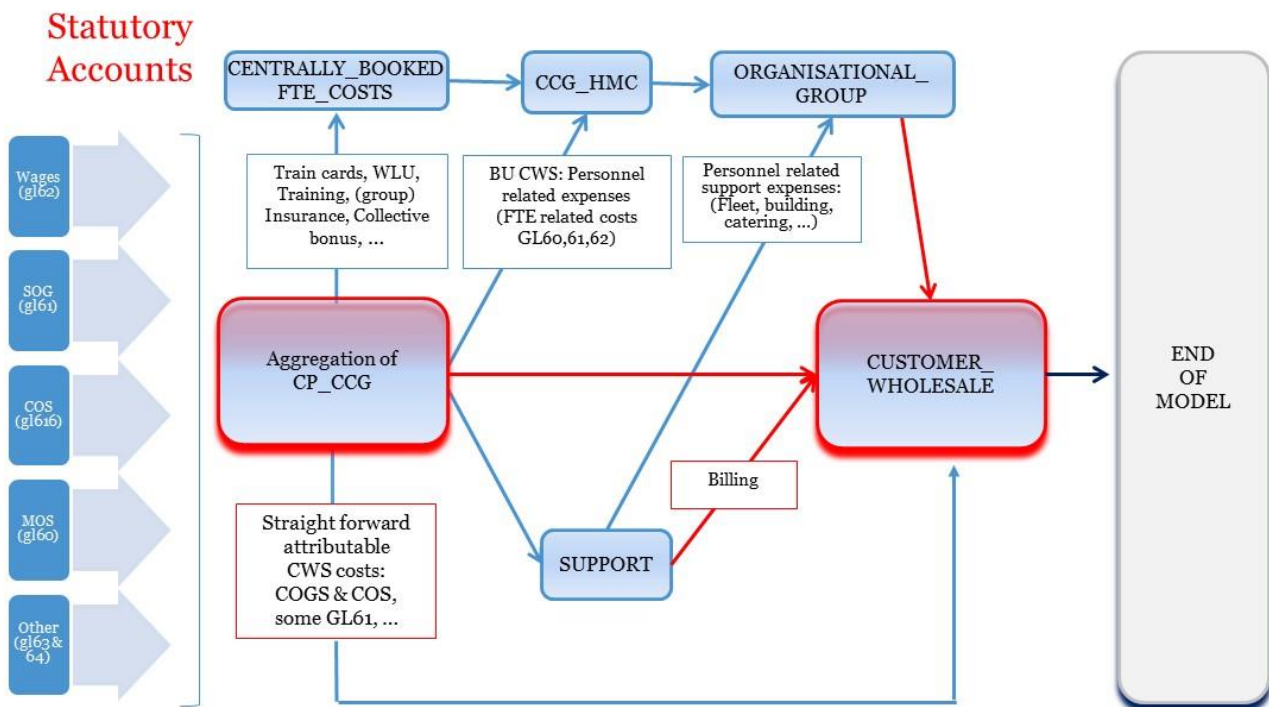 Statutory
Accounts
Wages
(gl62)
SOG
(gl61)
COS
(gl616)
MOS
(gl60)
Other
(gl63&
64)
CENTRALLY_BOOKED
FTE_COSTS
CCG_HMC
ORGANISATIONAL_
GROUP
Train cards, WLU,
Training, (group)
Insurance, Collective
bonus, ...
BU CWS: Personnel
related expenses
(FTE related costs
GL60,61,62)
Personnel related
support expenses:
(Fleet, building,
catering, ...)
Aggregation of
CP_CCG
CUSTOMER_
WHOLESALE
END
OF
MODEL
Straight forward
attributable
CWS costs:
COGS & COS,
some GL61, ...
Billing
SUPPORT